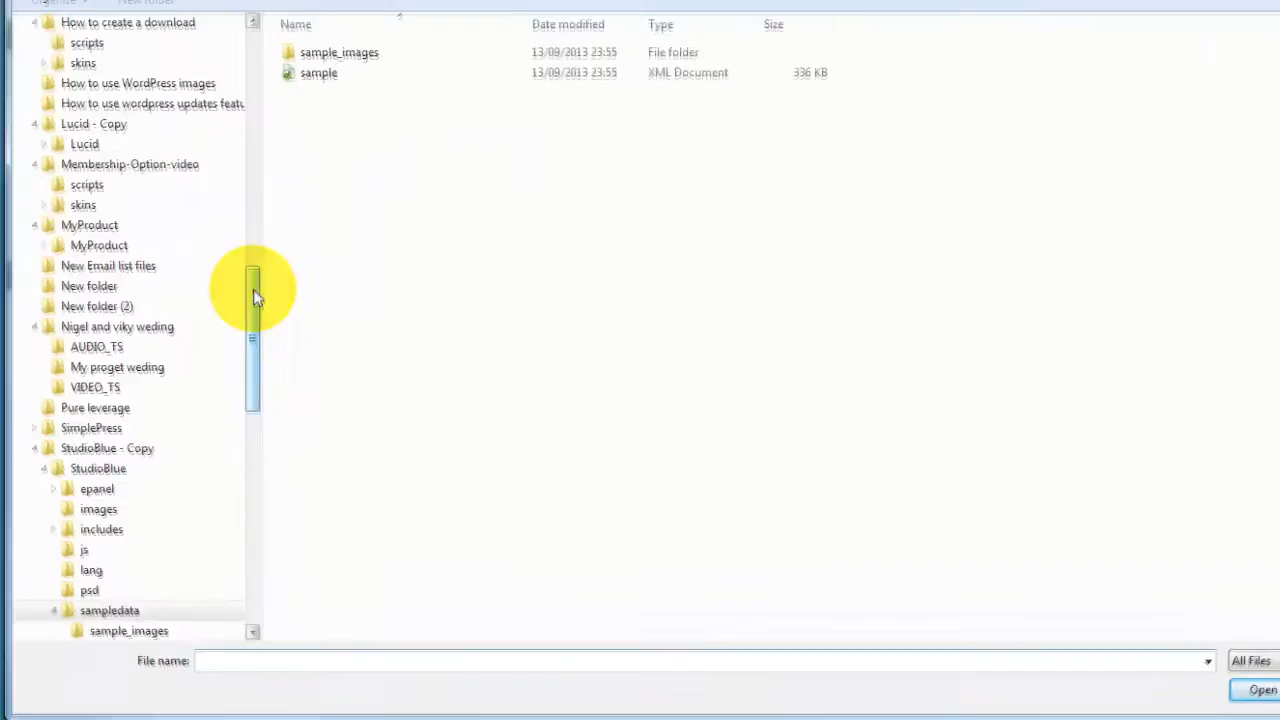 Organize New folder
How to create a download
scripts
skins
How to use WordPress images
How to use wordpress updates featu
Lucid - Copy
Lucid
Membership-Option-video
scripts
skins
MyProduct
MyProduct
New Email list files
New folder
New folder (2)
Nigel and viky weding
AUDIO_TS
My proget weding
VIDEO_TS
Pure leverage
SimplePress
StudioBlue - Copy
StudioBlue
epanel
images
includes
js
lang
psd
sampledata
sample_images
Name Date modified Type Size
sample_images 13/09/2013 23:55 File folder
sample 13/09/2013 23:55 XML Document 336 KB
File name: All Files
Open